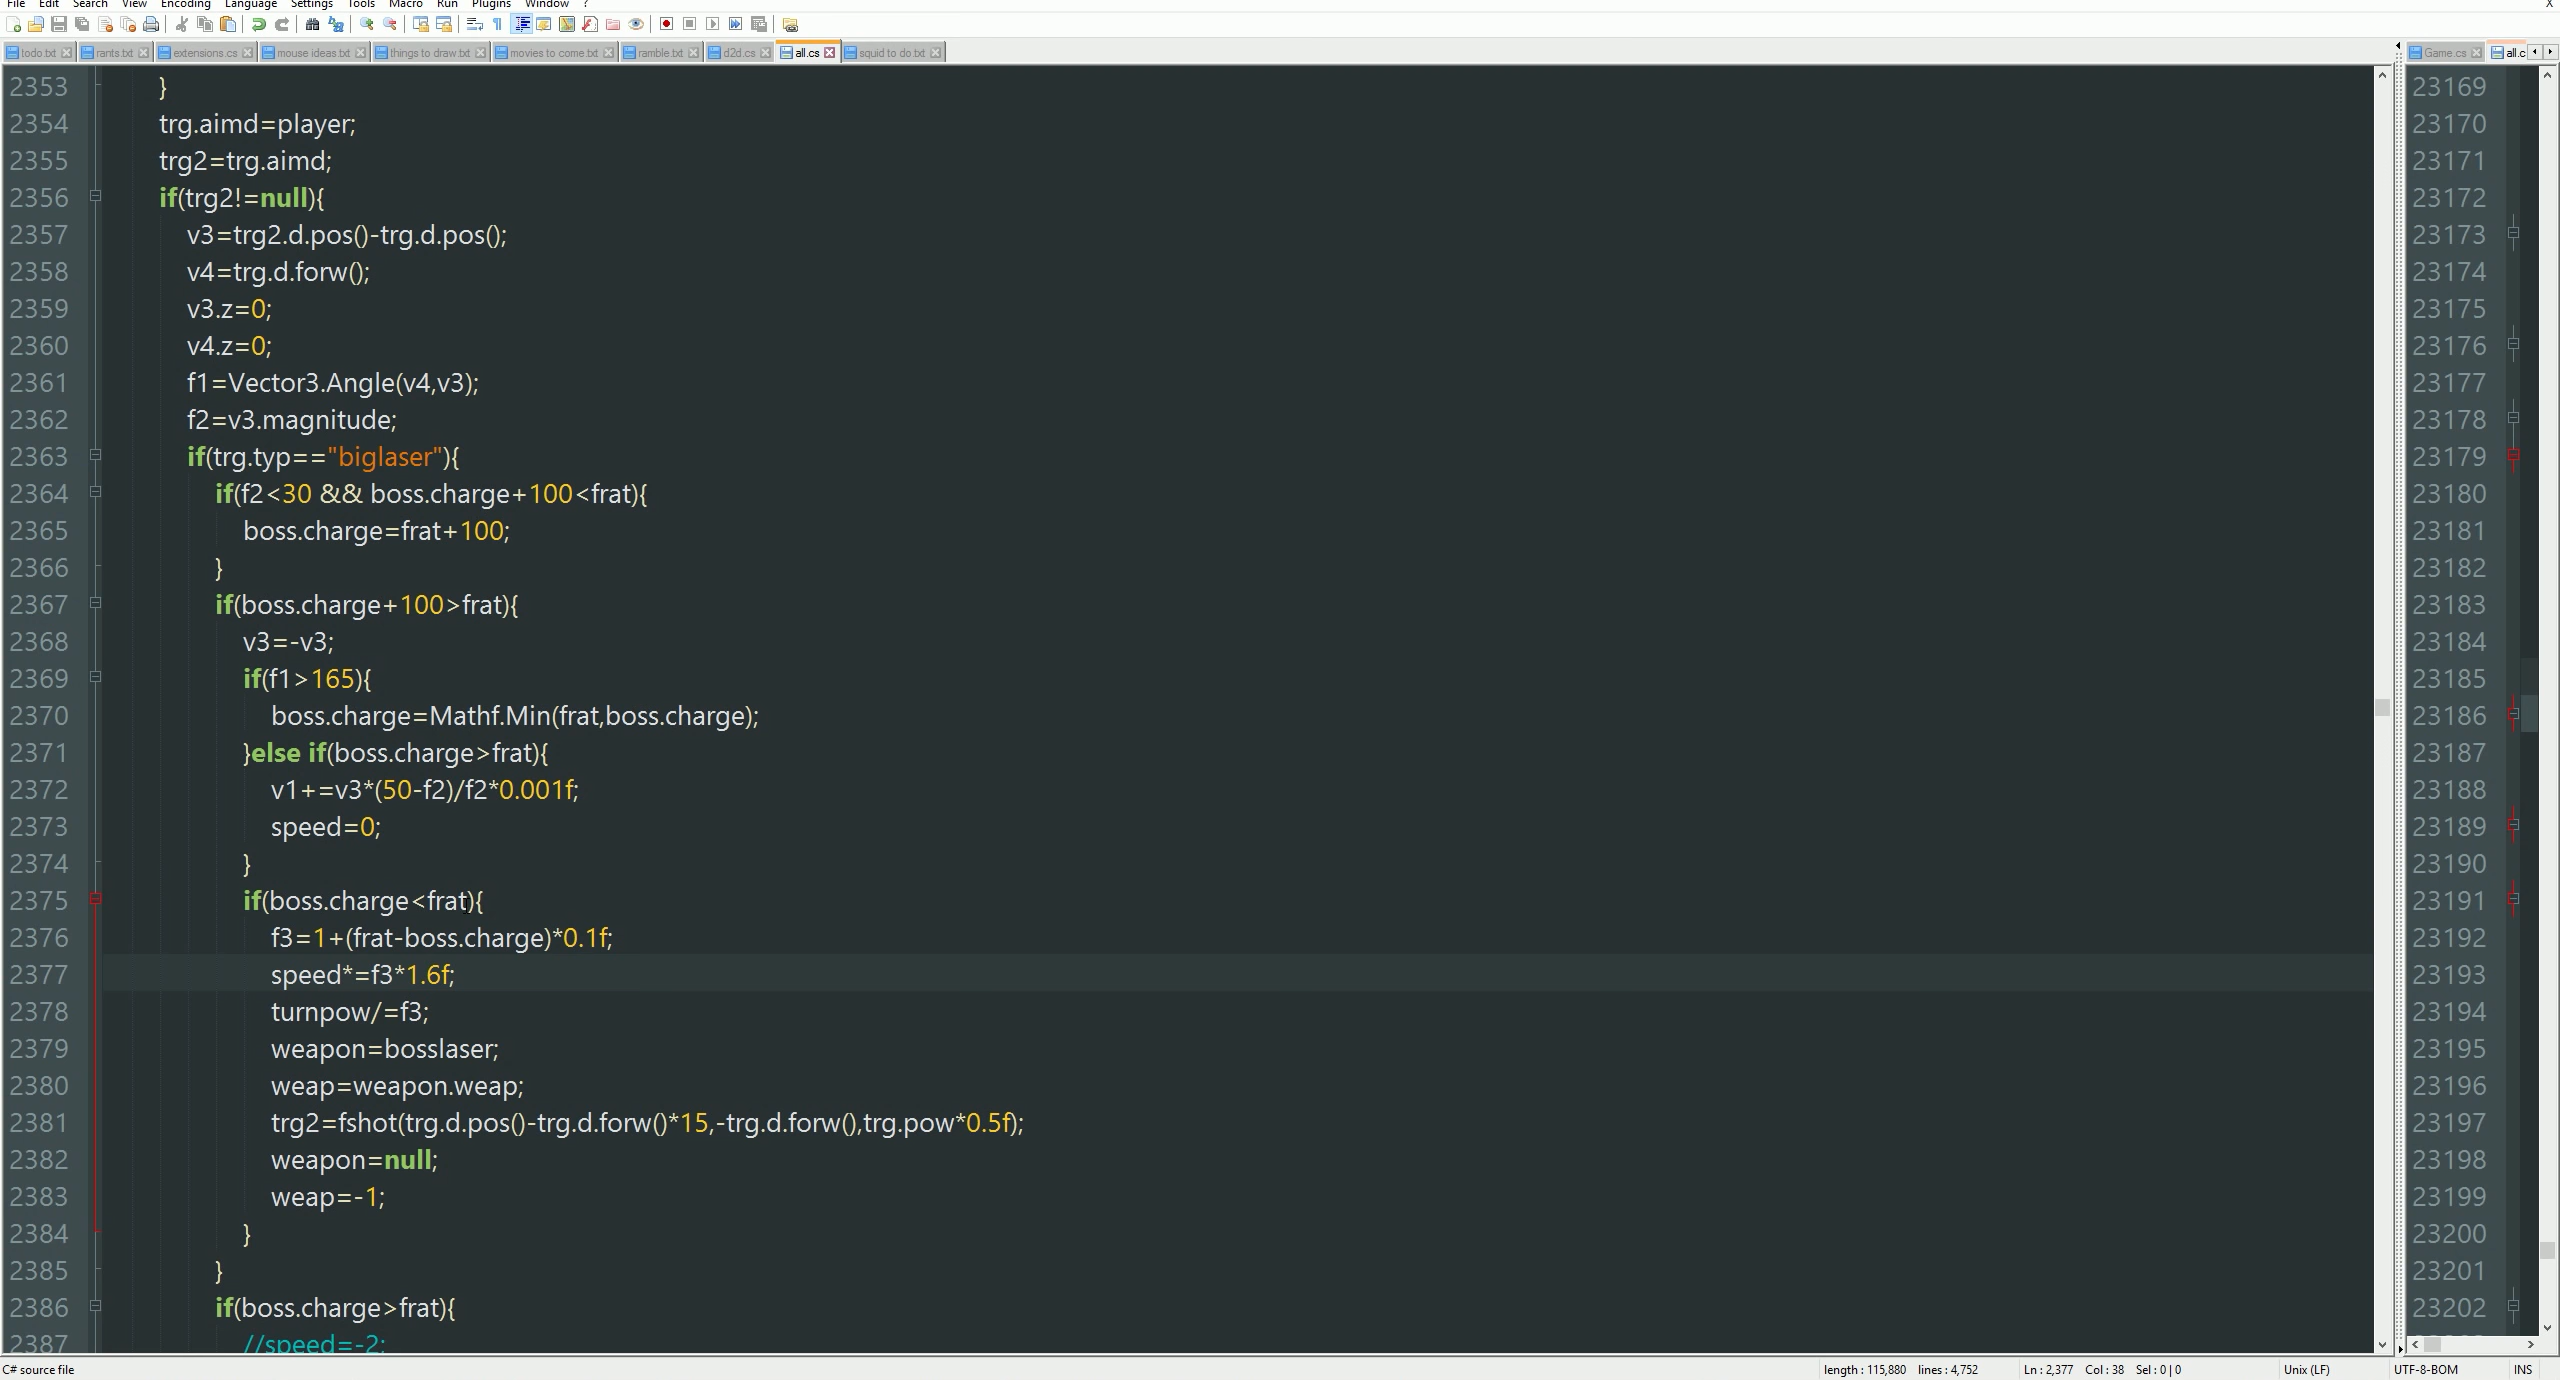 File Edit Search View Encoding Language Settings Tools Macro Run Plugins Window ? X
todo.txt rants.txt extensions.cs mouse ideas.txt things to draw.txt movies to come.txt ramble.txt d2d.cs all.cs squid to do.txt Game.cs all.c
2353 }
2354 trg.aimd=player;
2355 trg2=trg.aimd;
2356 if(trg2!=null){
2357 v3=trg2.d.pos()-trg.d.pos();
2358 v4=trg.d.forw();
2359 v3.z=0;
2360 v4.z=0;
2361 f1=Vector3.Angle(v4,v3);
2362 f2=v3.magnitude;
2363 if(trg.typ=="biglaser"){
2364 if(f2<30 && boss.charge+100<frat){
2365 boss.charge=frat+100;
2366 }
2367 if(boss.charge+100>frat){
2368 v3=-v3;
2369 if(f1>165){
2370 boss.charge=Mathf.Min(frat,boss.charge);
2371 }else if(boss.charge>frat){
2372 v1+=v3*(50-f2)/f2*0.001f;
2373 speed=0;
2374 }
2375 if(boss.charge<frat){
2376 f3=1+(frat-boss.charge)*0.1f;
2377 speed*=f3*1.6f;
2378 turnpow/=f3;
2379 weapon=bosslaser;
2380 weap=weapon.weap;
2381 trg2=fshot(trg.d.pos()-trg.d.forw()*15,-trg.d.forw(),trg.pow*0.5f);
2382 weapon=null;
2383 weap=-1;
2384 }
2385 }
2386 if(boss.charge>frat){
2387 //speed=-2;
23169
23170
23171
23172
23173
23174
23175
23176
23177
23178
23179
23180
23181
23182
23183
23184
23185
23186
23187
23188
23189
23190
23191
23192
23193
23194
23195
23196
23197
23198
23199
23200
23201
23202
C# source file length : 115,880 lines : 4,752 Ln : 2,377 Col : 38 Sel : 0 | 0 Unix (LF) UTF-8-BOM INS